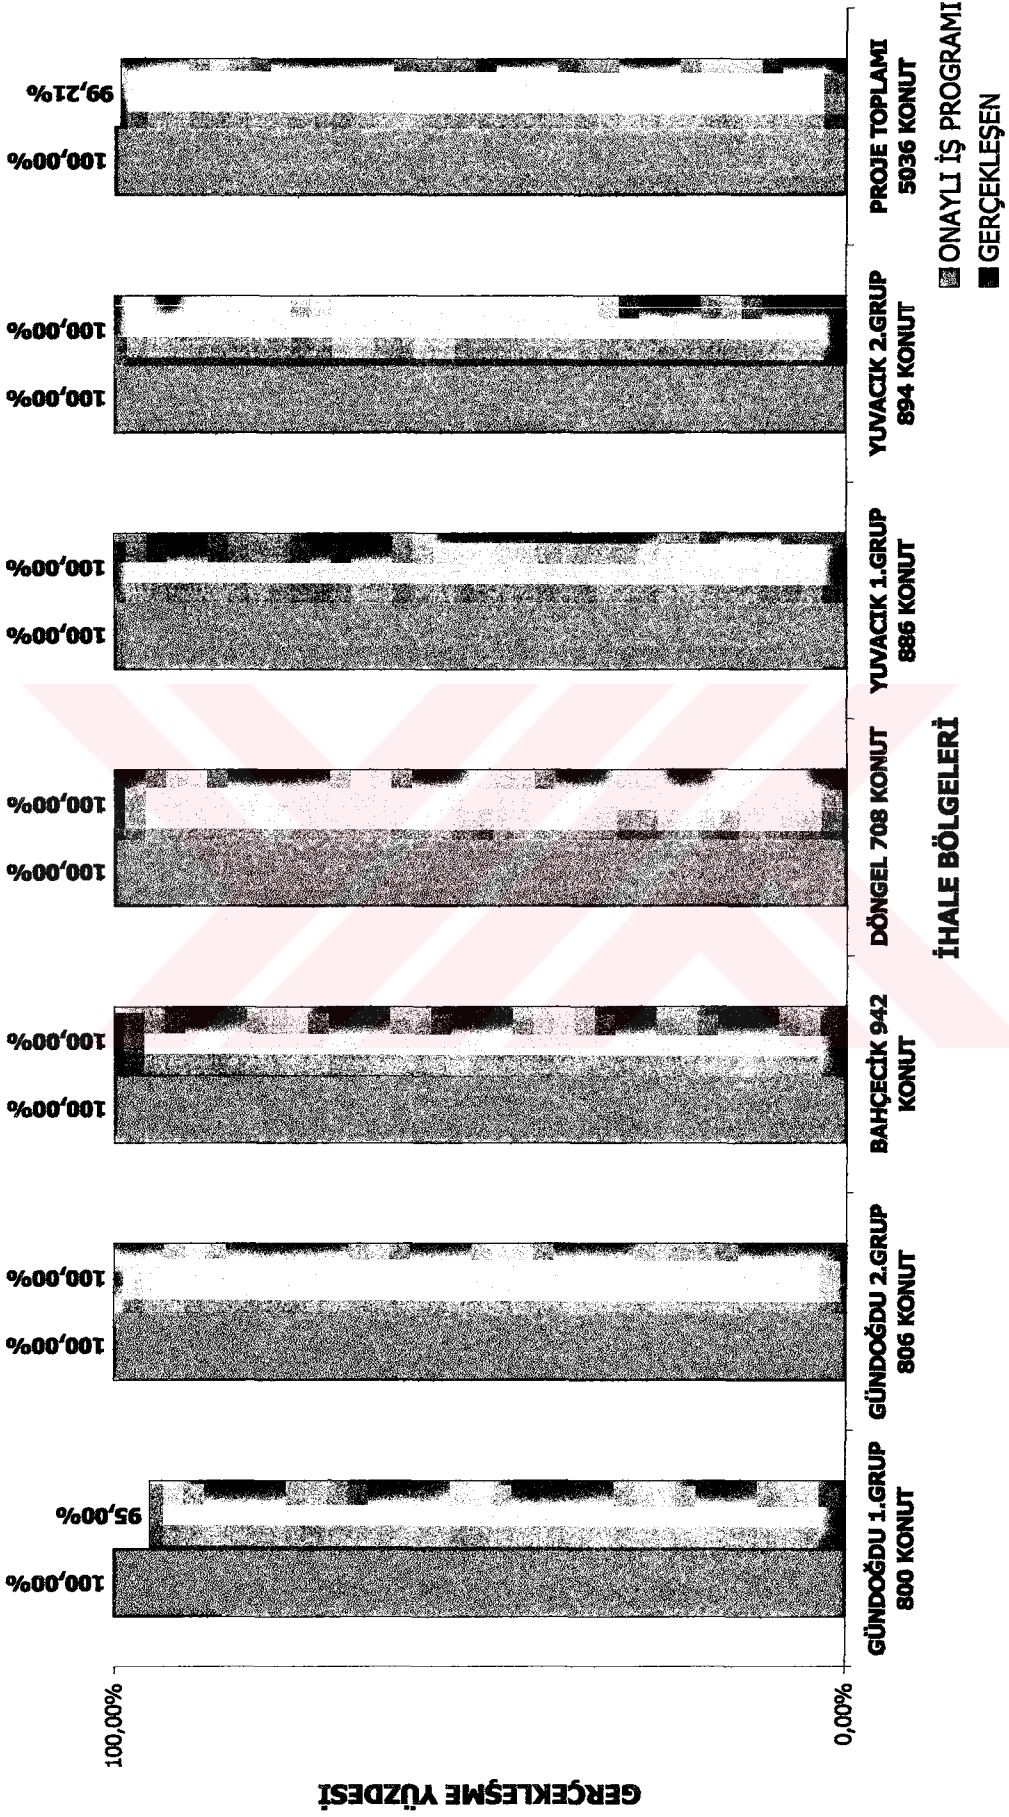 GERÇEKLEŞME YÜZDESİ
100,00%
0,00%
100,00%
95,00%
100,00%
100,00%
100,00%
100,00%
100,00%
100,00%
100,00%
100,00%
100,00%
100,00%
100,00%
99,21%
GÜNDOĞDU 1.GRUP
800 KONUT
GÜNDOĞDU 2.GRUP
806 KONUT
BAHÇECİK 942
KONUT
DÖNGEL 708 KONUT
YUVACIK 1.GRUP
886 KONUT
YUVACIK 2.GRUP
894 KONUT
PROJE TOPLAMI
5036 KONUT
İHALE BÖLGELERİ
ONAYLI İŞ PROGRAMI
GERÇEKLEŞEN